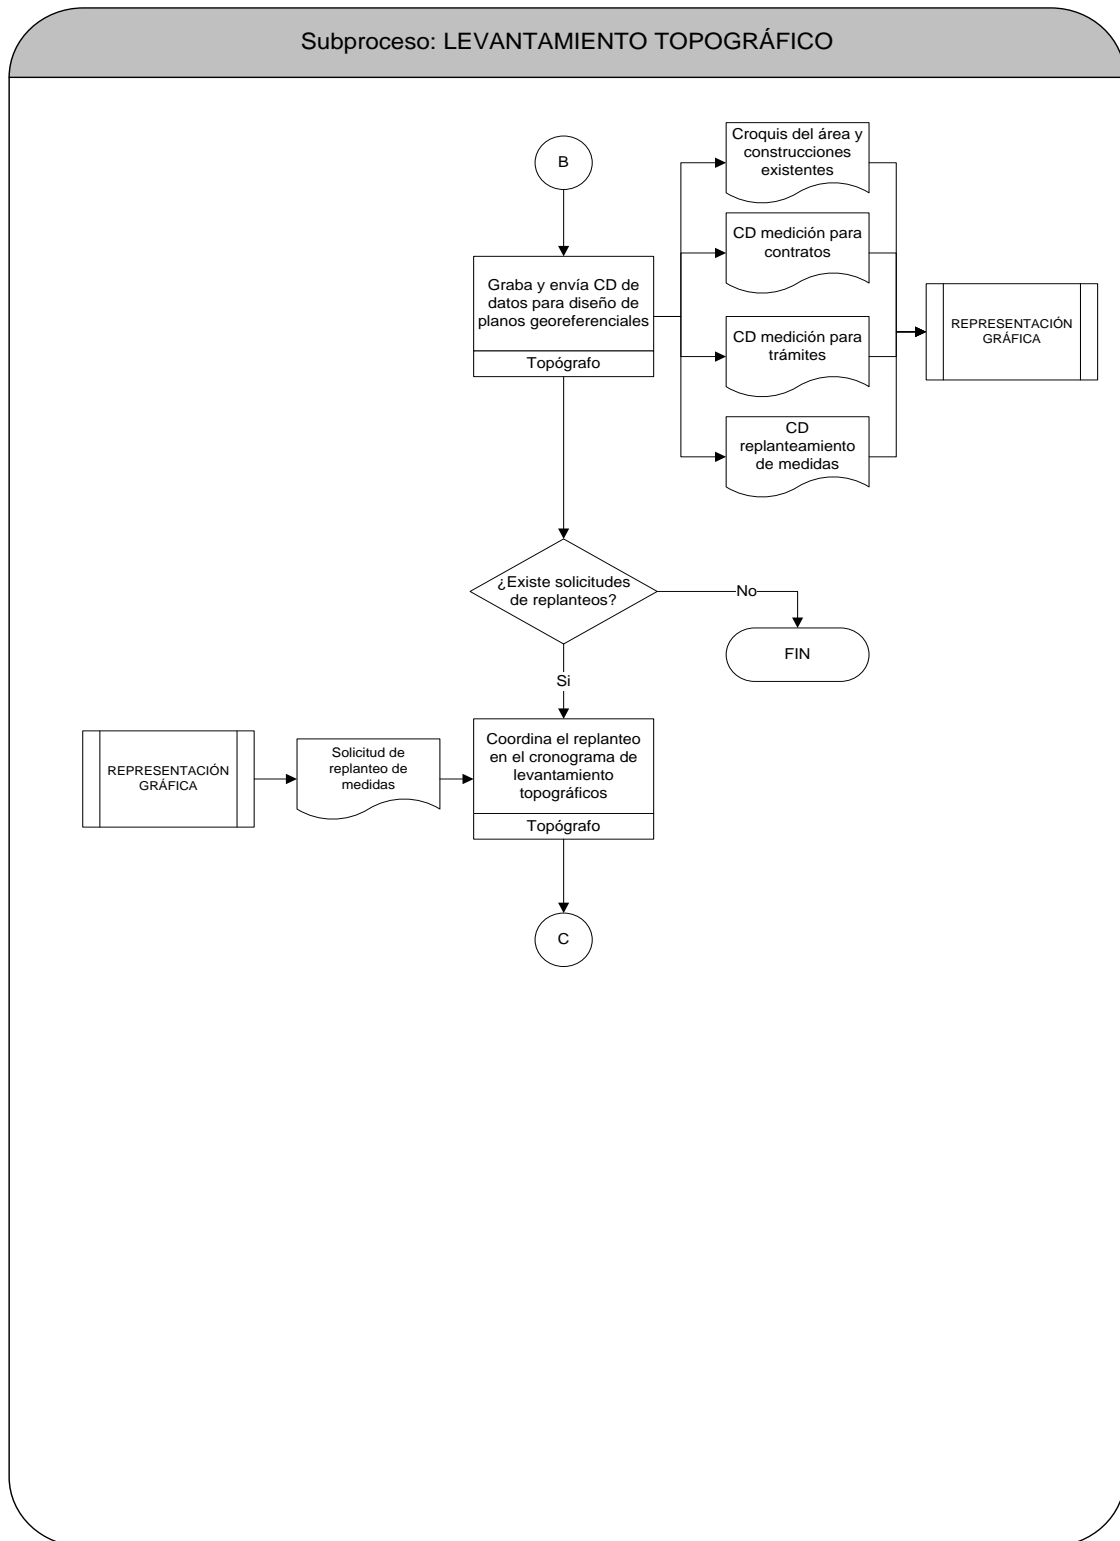 Subproceso: LEVANTAMIENTO TOPOGRÁFICO
B
Croquis del área y
construcciones
existentes
CD medición para
contratos
Graba y envía CD de
datos para diseño de
planos georeferenciales
Topógrafo
CD medición para
trámites
CD
replanteamiento
de medidas
REPRESENTACIÓN
GRÁFICA
¿Existe solicitudes
de replanteos?
No
FIN
Si
REPRESENTACIÓN
GRÁFICA
Solicitud de
replanteo de
medidas
Coordina el replanteo
en el cronograma de
levantamiento
topográficos
Topógrafo
C